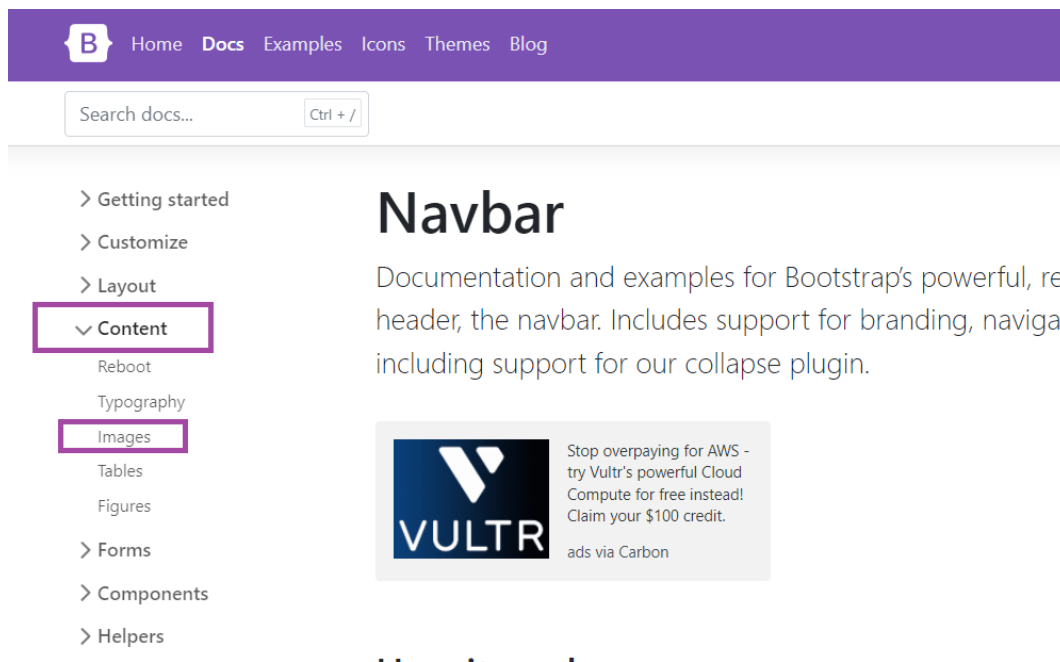 B Home Docs Examples Icons Themes Blog
Search docs... Ctrl + /
Getting started
Customize
Layout
Content
Reboot
Typography
Images
Tables
Figures
Forms
Components
Helpers
Navbar
Documentation and examples for Bootstrap's powerful, re
header, the navbar. Includes support for branding, naviga
including support for our collapse plugin.
VULTR
Stop overpaying for AWS -
try Vultr's powerful Cloud
Compute for free instead!
Claim your $100 credit.
ads via Carbon